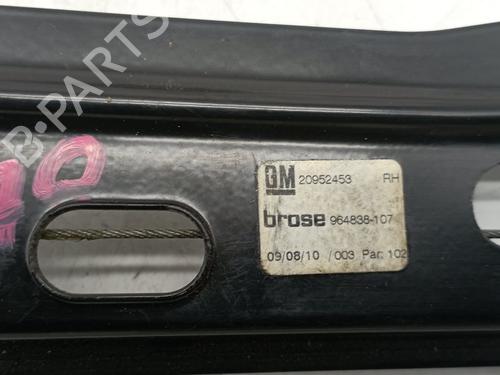 B-PARTS
GM 20952453 RH
brose 964838-107
09/08/10 /003 Par: 102